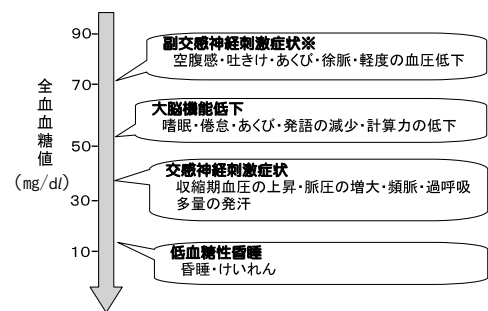 全血血糖値
(mg/dl)
90
70
50
30
10
副交感神経刺激症状※
空腹感・吐きけ・あくび・徐脈・軽度の血圧低下
大脳機能低下
嗜眠・倦怠・あくび・発語の減少・計算力の低下
交感神経刺激症状
収縮期血圧の上昇・脈圧の増大・頻脈・過呼吸
多量の発汗
低血糖性昏睡
昏睡・けいれん